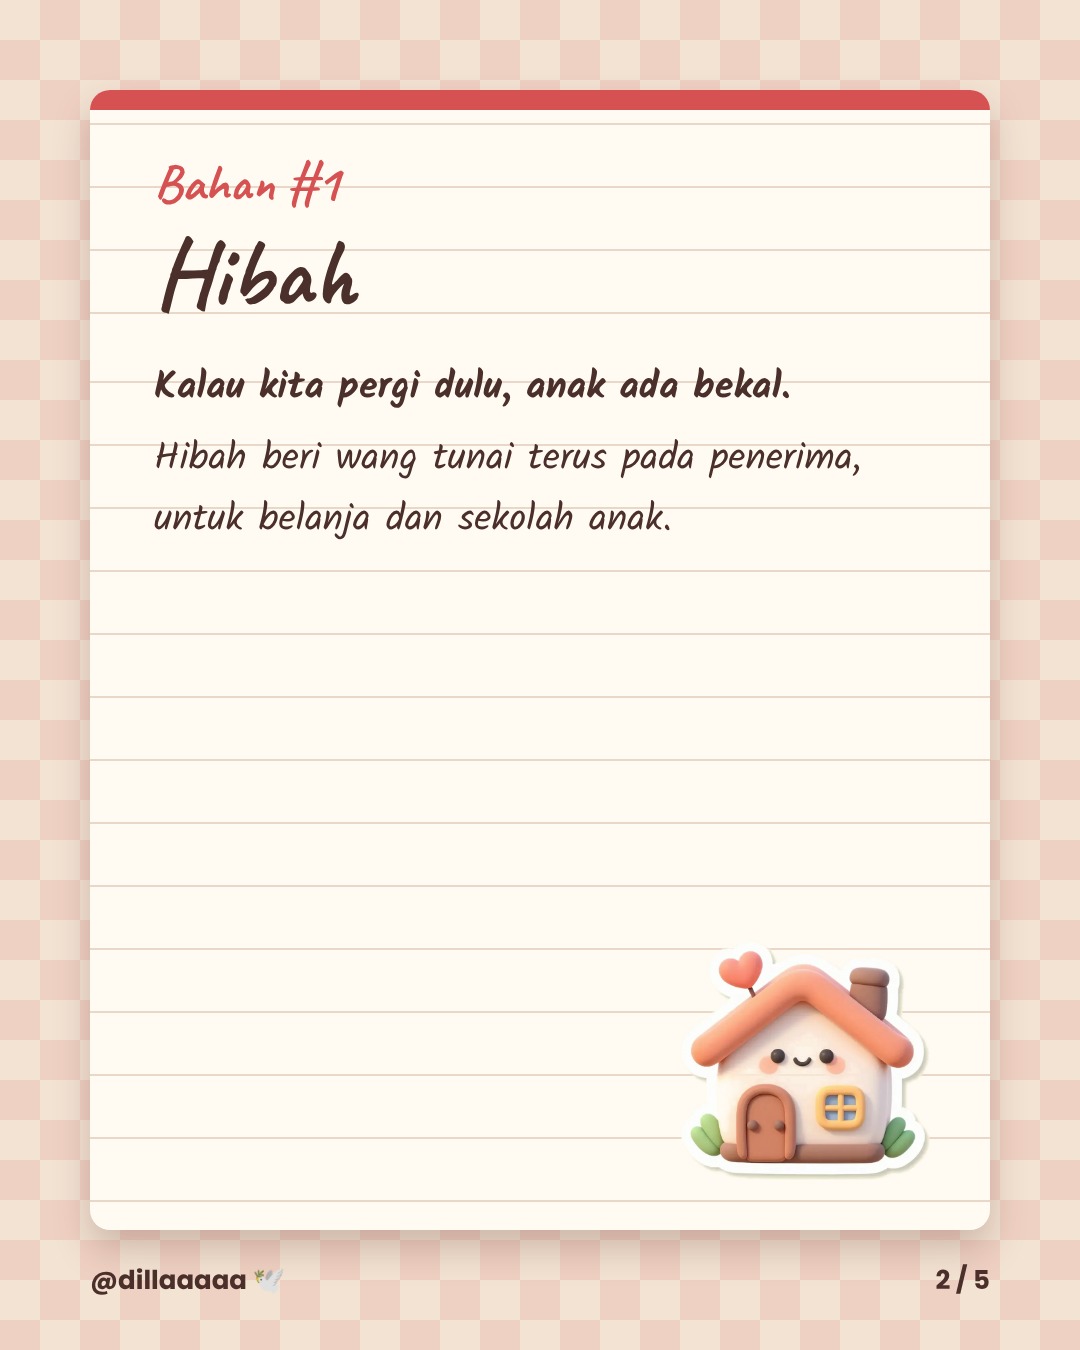 Bahan #1
Hibah
Kalau kita pergi dulu, anak ada bekal.
Hibah beri wang tunai terus pada penerima,
untuk belanja dan sekolah anak.
@dillaaaaa 🕊️
2 / 5